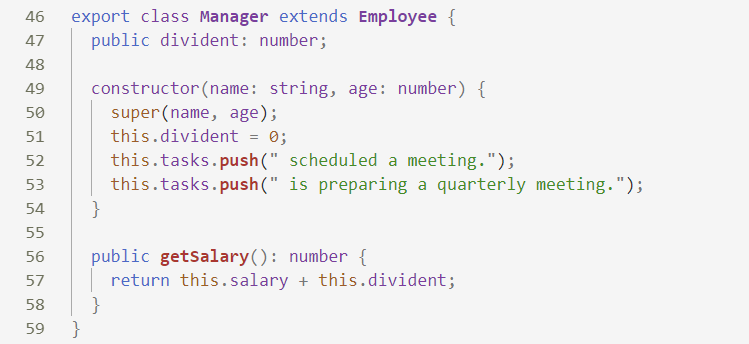 46 export class Manager extends Employee {
47 public divident: number;
48
49 constructor(name: string, age: number) {
50 super(name, age);
51 this.divident = 0;
52 this.tasks.push(" scheduled a meeting.");
53 this.tasks.push(" is preparing a quarterly meeting.");
54 }
55
56 public getSalary(): number {
57 return this.salary + this.divident;
58 }
59 }